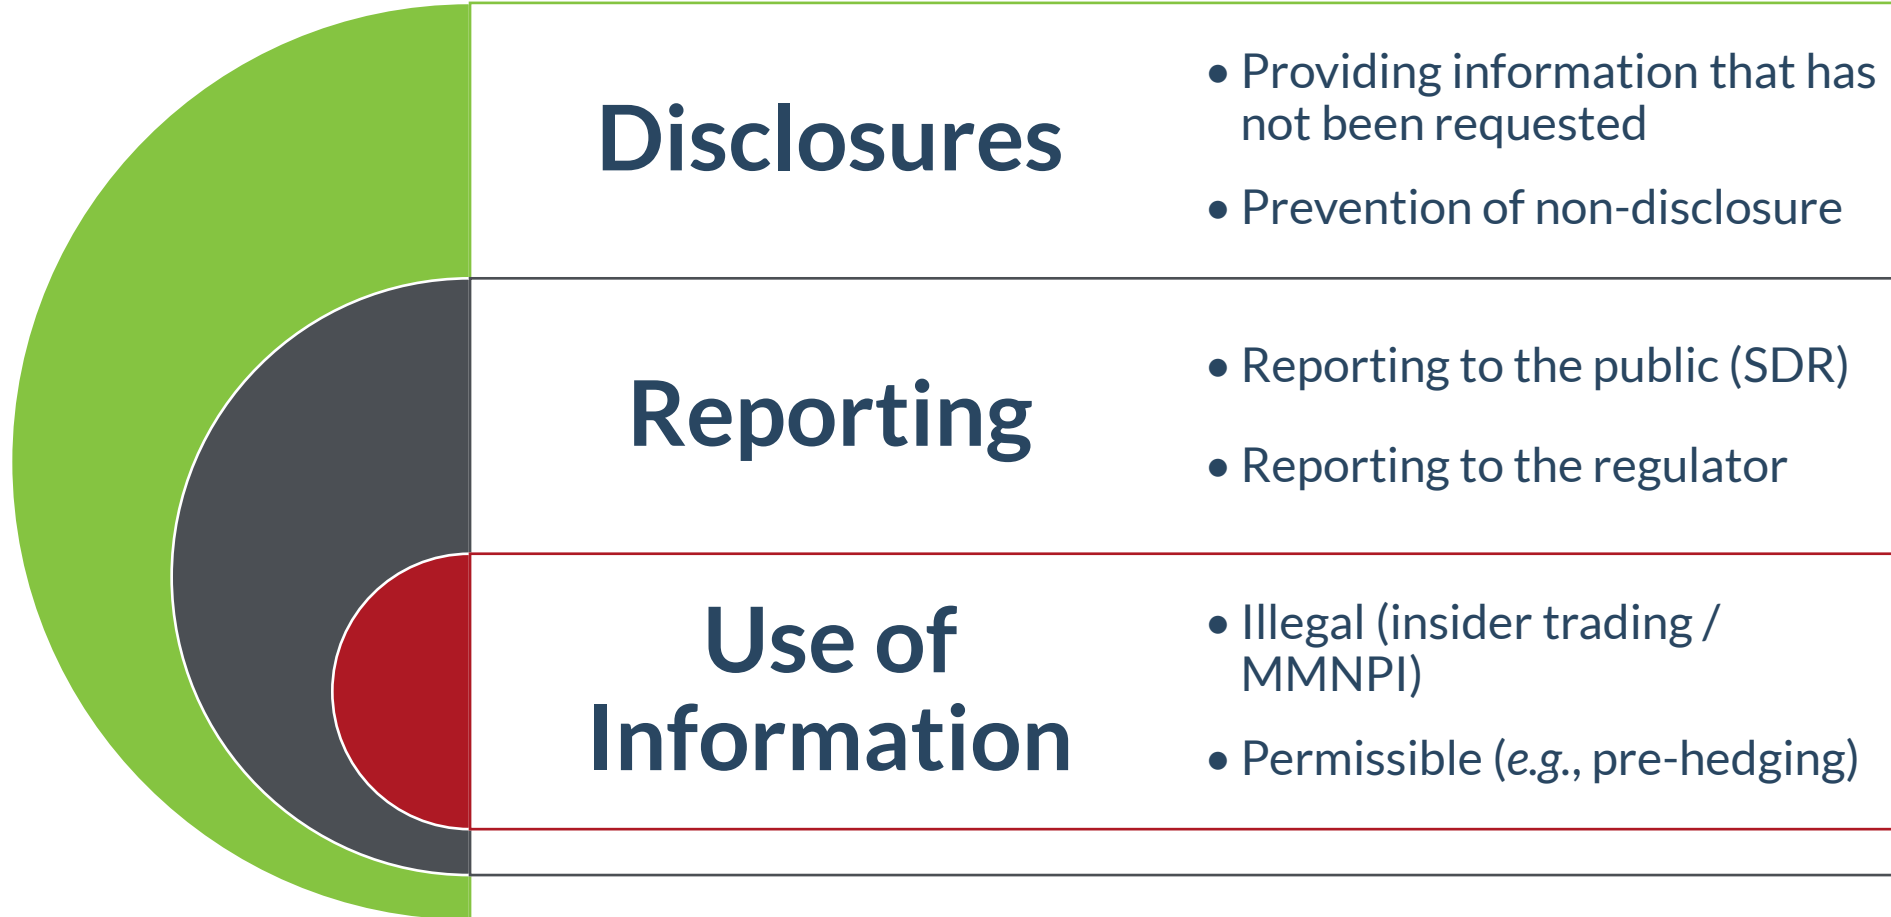 Disclosures
• Providing information that has
not been requested
• Prevention of non-disclosure
Reporting
• Reporting to the public (SDR)
• Reporting to the regulator
Use of
Information
• Illegal (insider trading /
MMNPI)
• Permissible (e.g., pre-hedging)